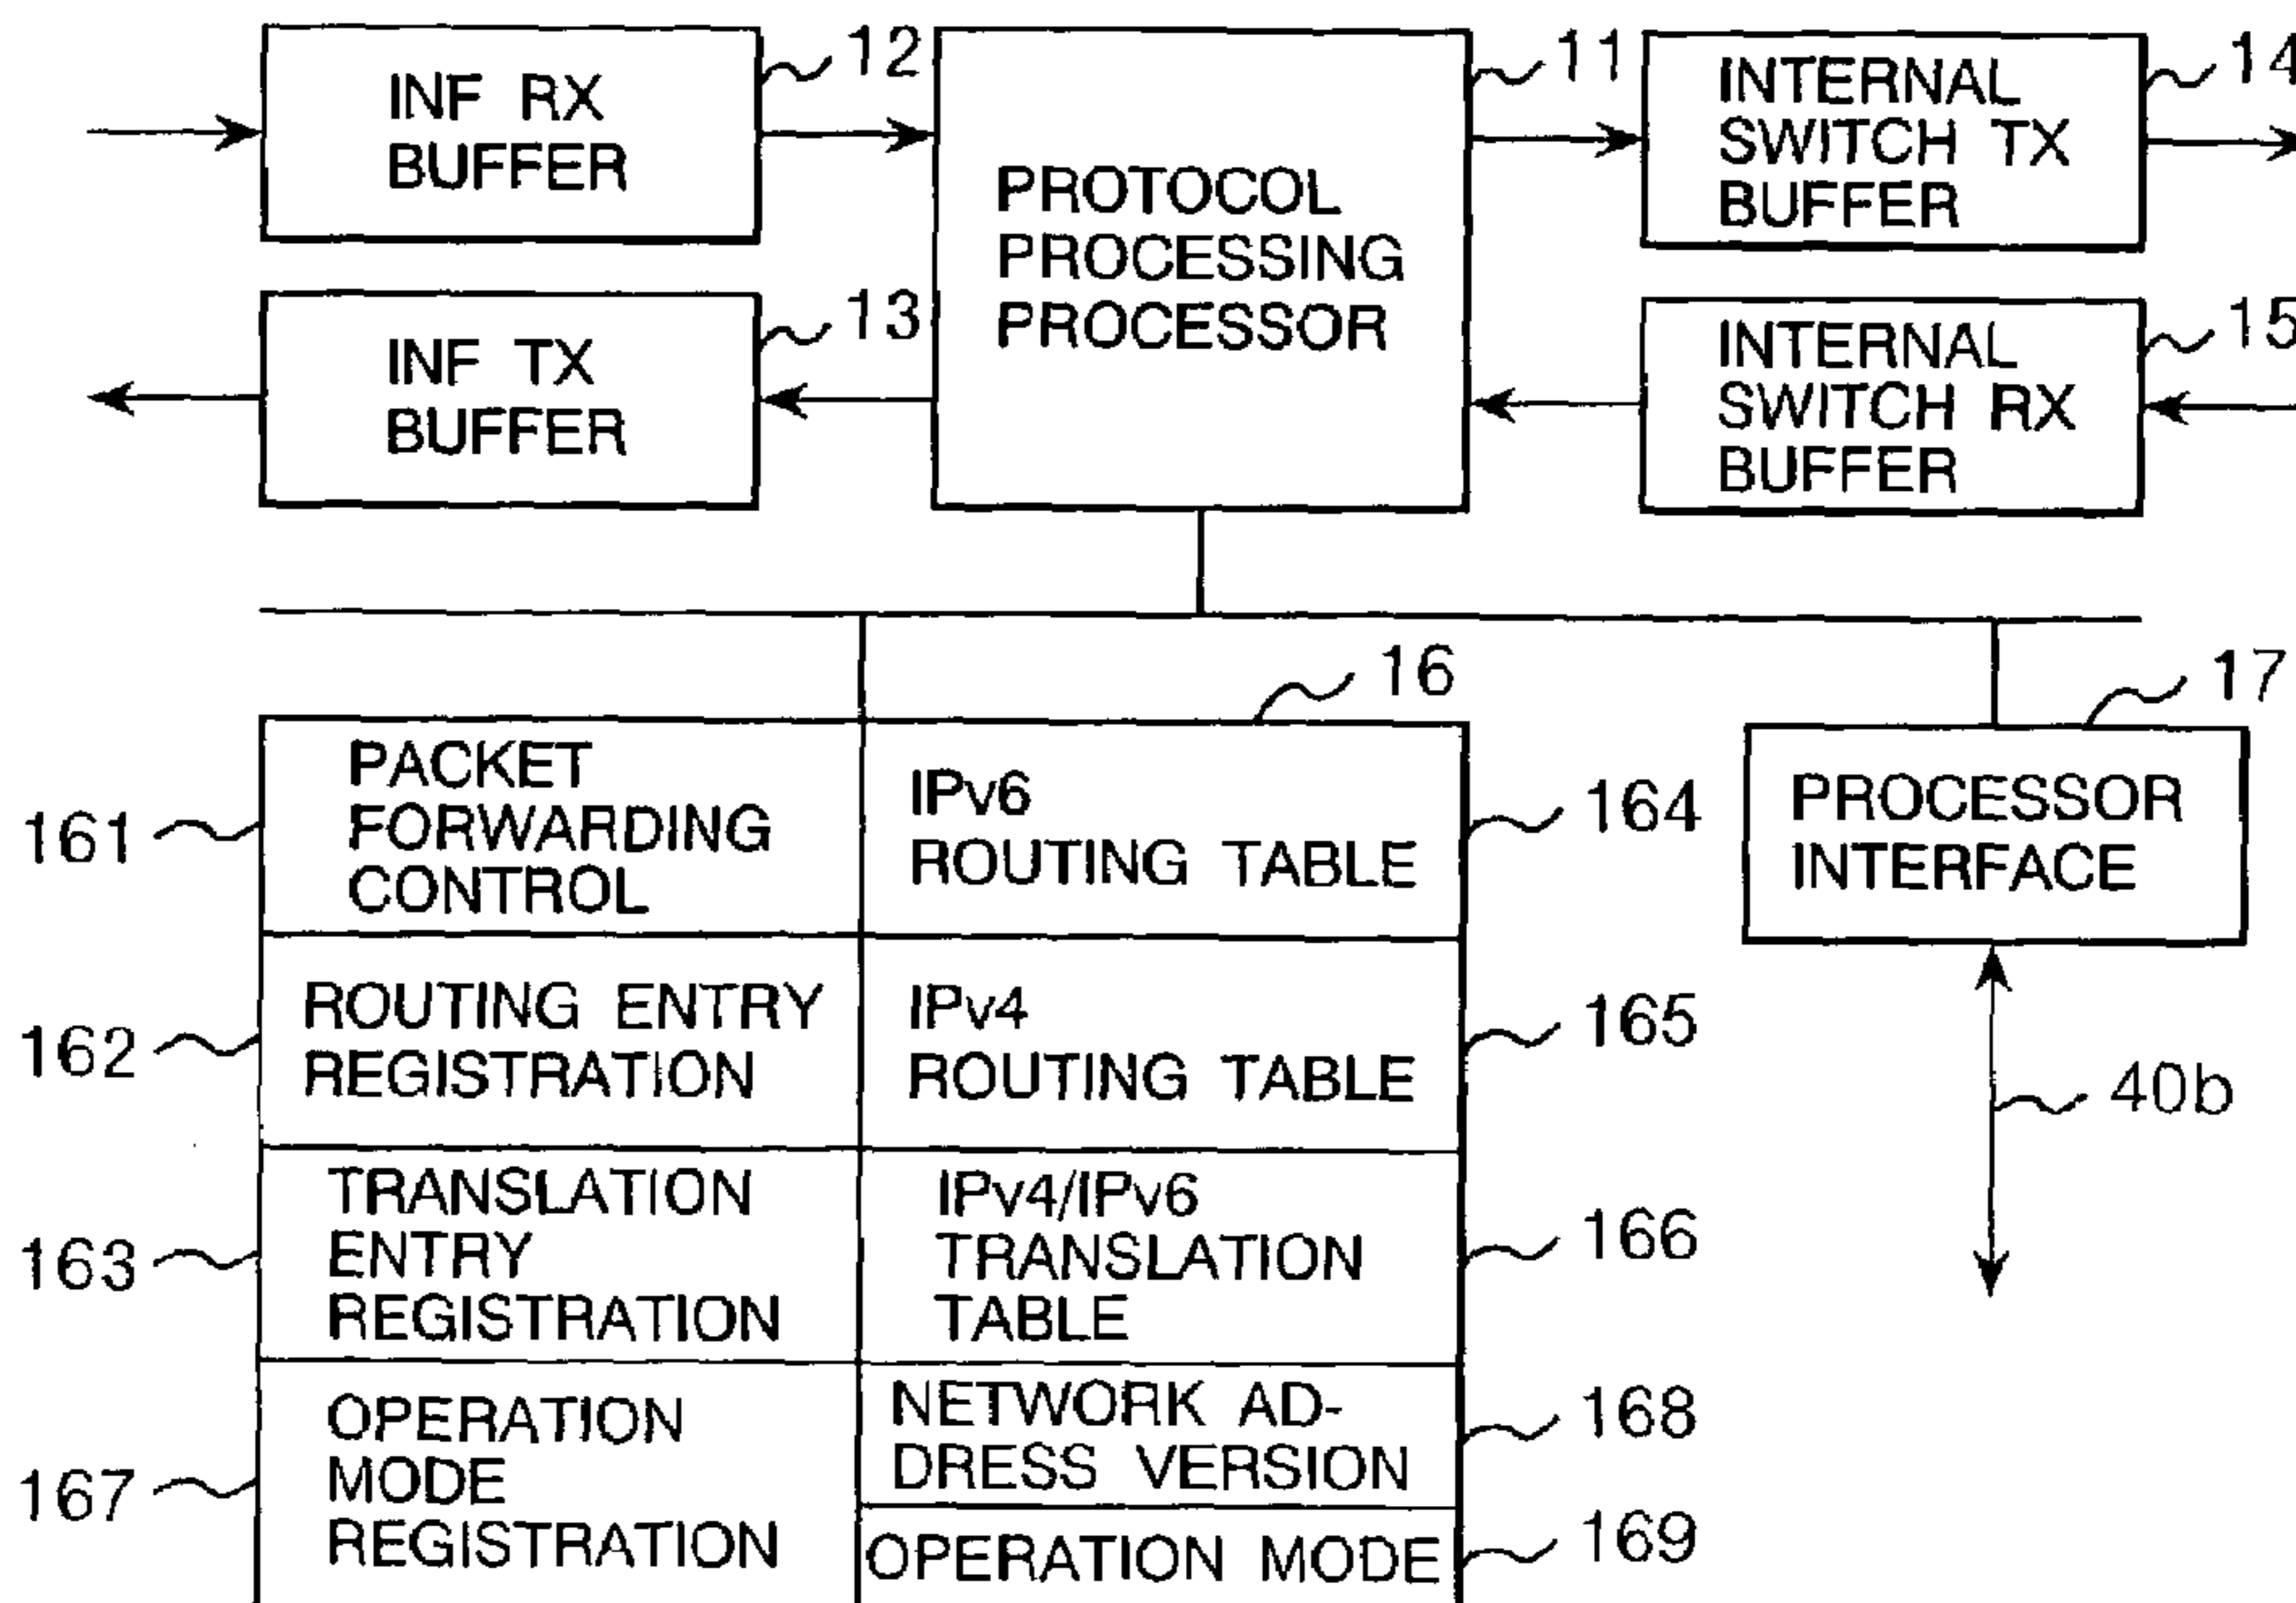 INF RX
BUFFER
12
PROTOCOL
PROCESSING
PROCESSOR
11
INTERNAL
SWITCH TX
BUFFER
14
INF TX
BUFFER
13
INTERNAL
SWITCH RX
BUFFER
15
16
17
161
PACKET
FORWARDING
CONTROL
IPv6
ROUTING TABLE
164
PROCESSOR
INTERFACE
162
ROUTING ENTRY
REGISTRATION
IPv4
ROUTING TABLE
165
40b
163
TRANSLATION
ENTRY
REGISTRATION
IPv4/IPv6
TRANSLATION
TABLE
166
167
OPERATION
MODE
REGISTRATION
NETWORK AD-
DRESS VERSION
168
OPERATION MODE
169